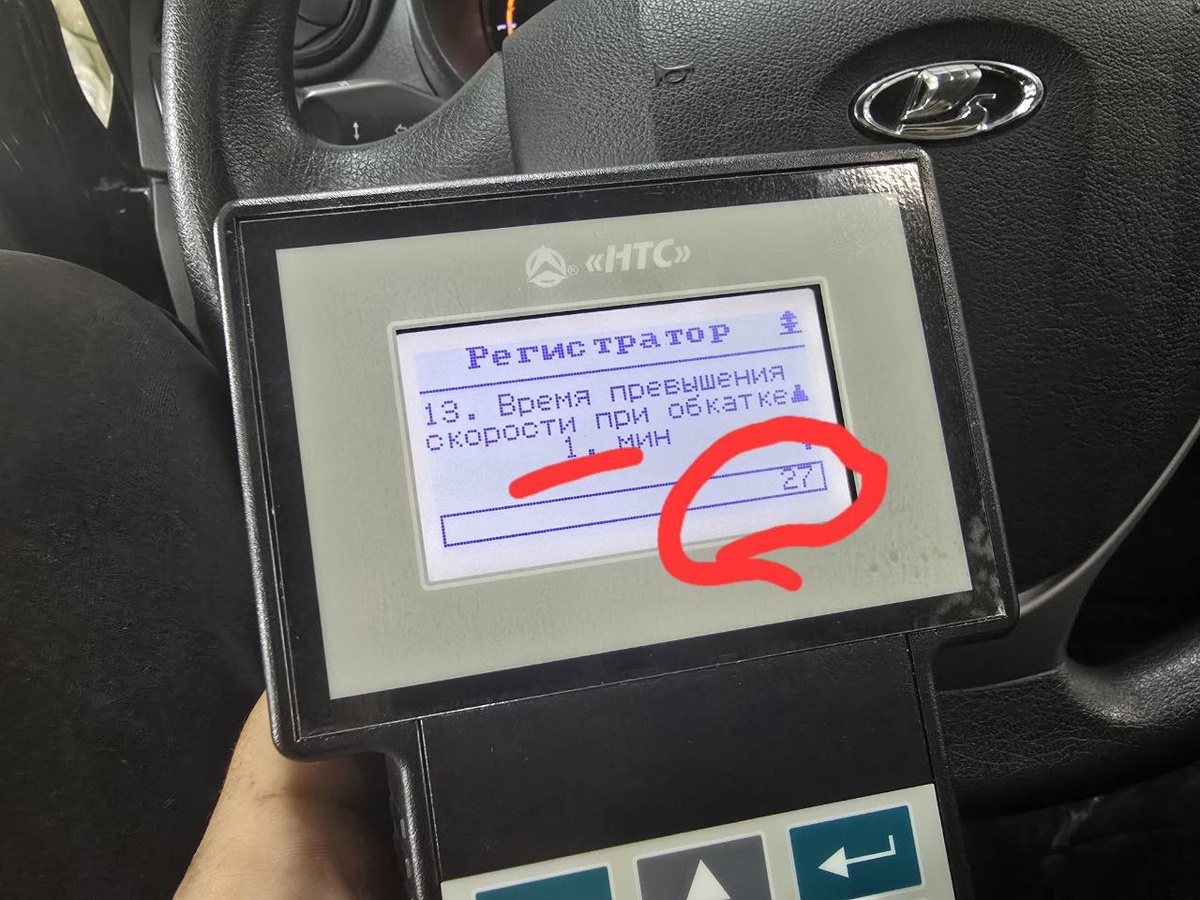 ® «НТС»
Регистратор
13. Время превышения
скорости при обкатке
1. мин
27